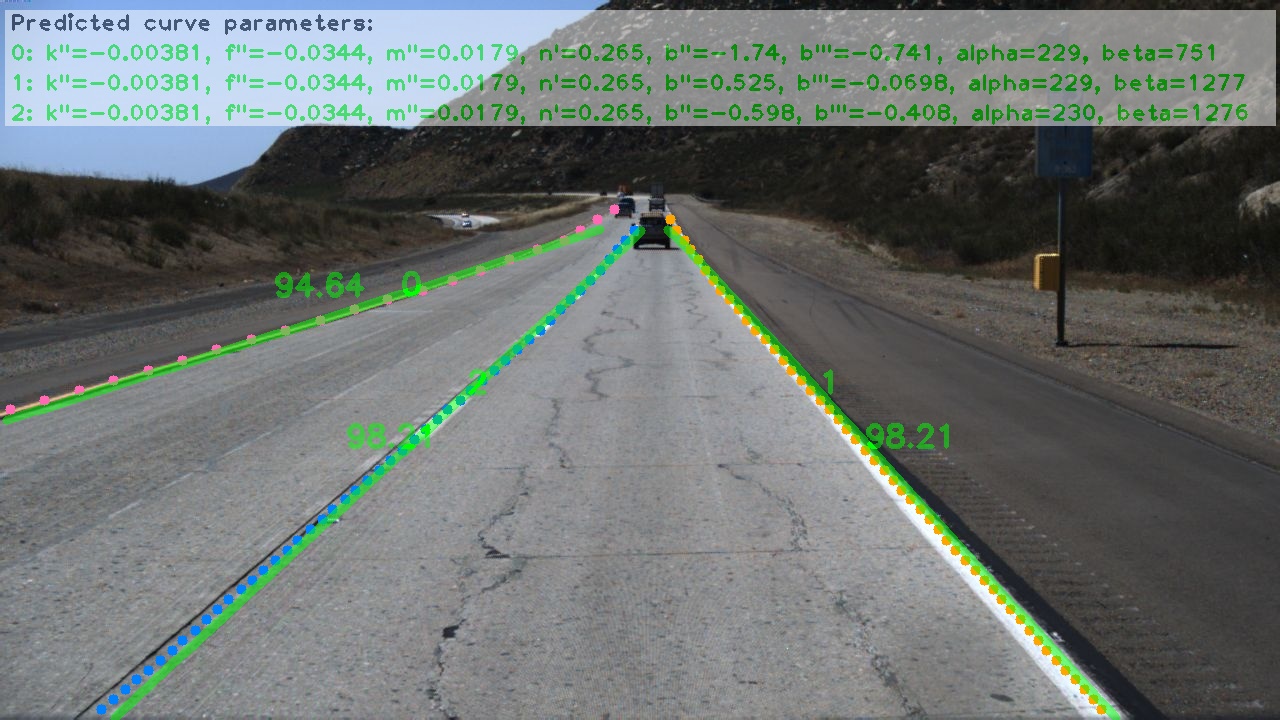 Predicted curve parameters:
0: k''=-0.00381, f''=-0.0344, m''=0.0179, n'=0.265, b''=-1.74, b'''=-0.741, alpha=229, beta=751
1: k''=-0.00381, f''=-0.0344, m''=0.0179, n'=0.265, b''=0.525, b'''=-0.0698, alpha=229, beta=1277
2: k''=-0.00381, f''=-0.0344, m''=0.0179, n'=0.265, b''=-0.598, b'''=-0.408, alpha=230, beta=1276
94.64 0
2 1
98.21 98.21